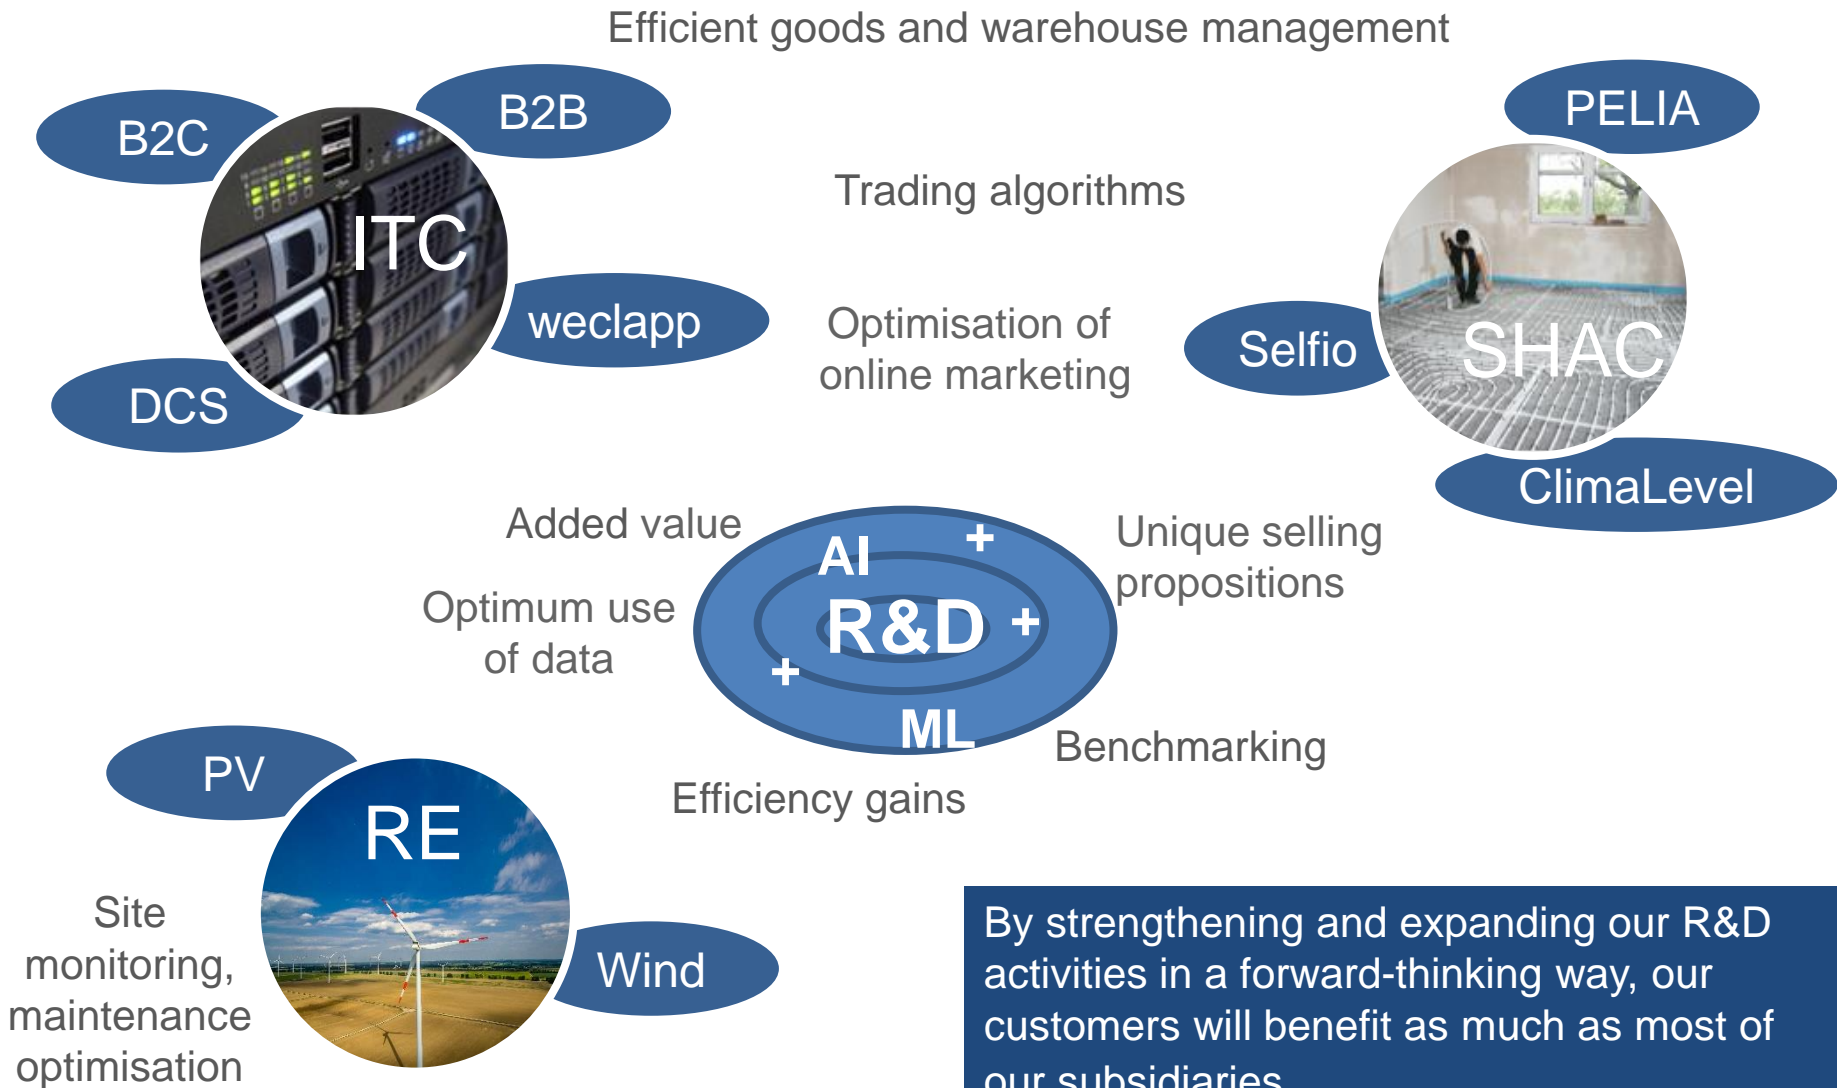 Efficient goods and warehouse management
B2C
B2B
PELIA
ITC
Trading algorithms
weclapp
Optimisation of
online marketing
Selfio
SHAC
DCS
ClimaLevel
Added value
AI
+
Unique selling
propositions
Optimum use
of data
R&D
+
+
ML
Benchmarking
Efficiency gains
PV
RE
Wind
Site
monitoring,
maintenance
optimisation
By strengthening and expanding our R&D
activities in a forward-thinking way, our
customers will benefit as much as most of
our subsidiaries